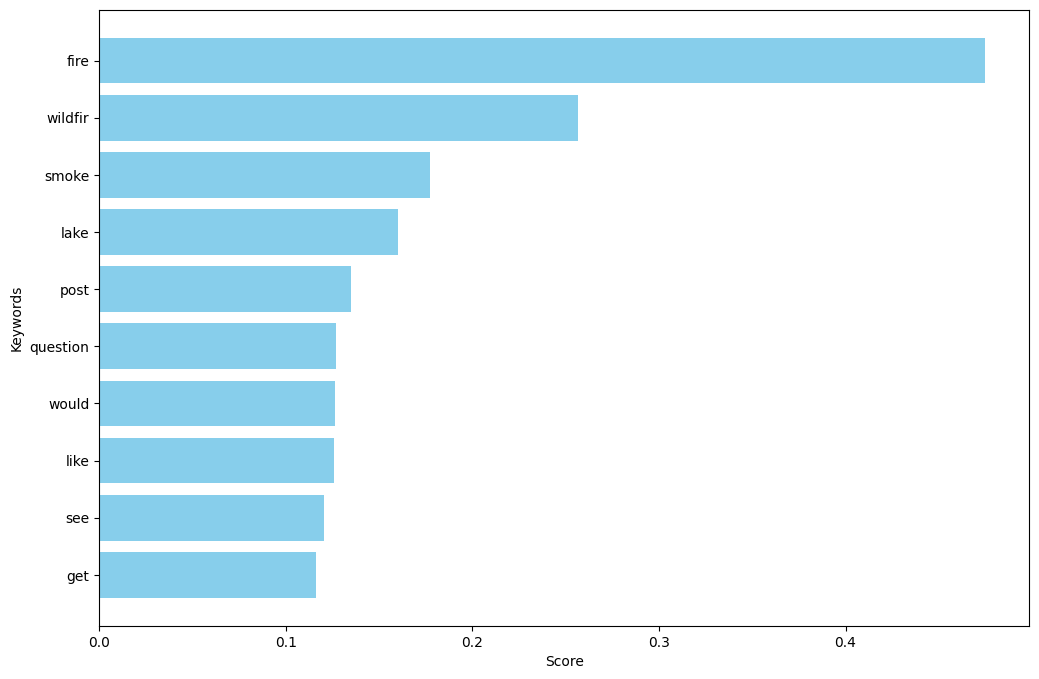 fire
wildfir
smoke
lake
post
question
would
like
see
get
Keywords
0.0 0.1 0.2 0.3 0.4
Score